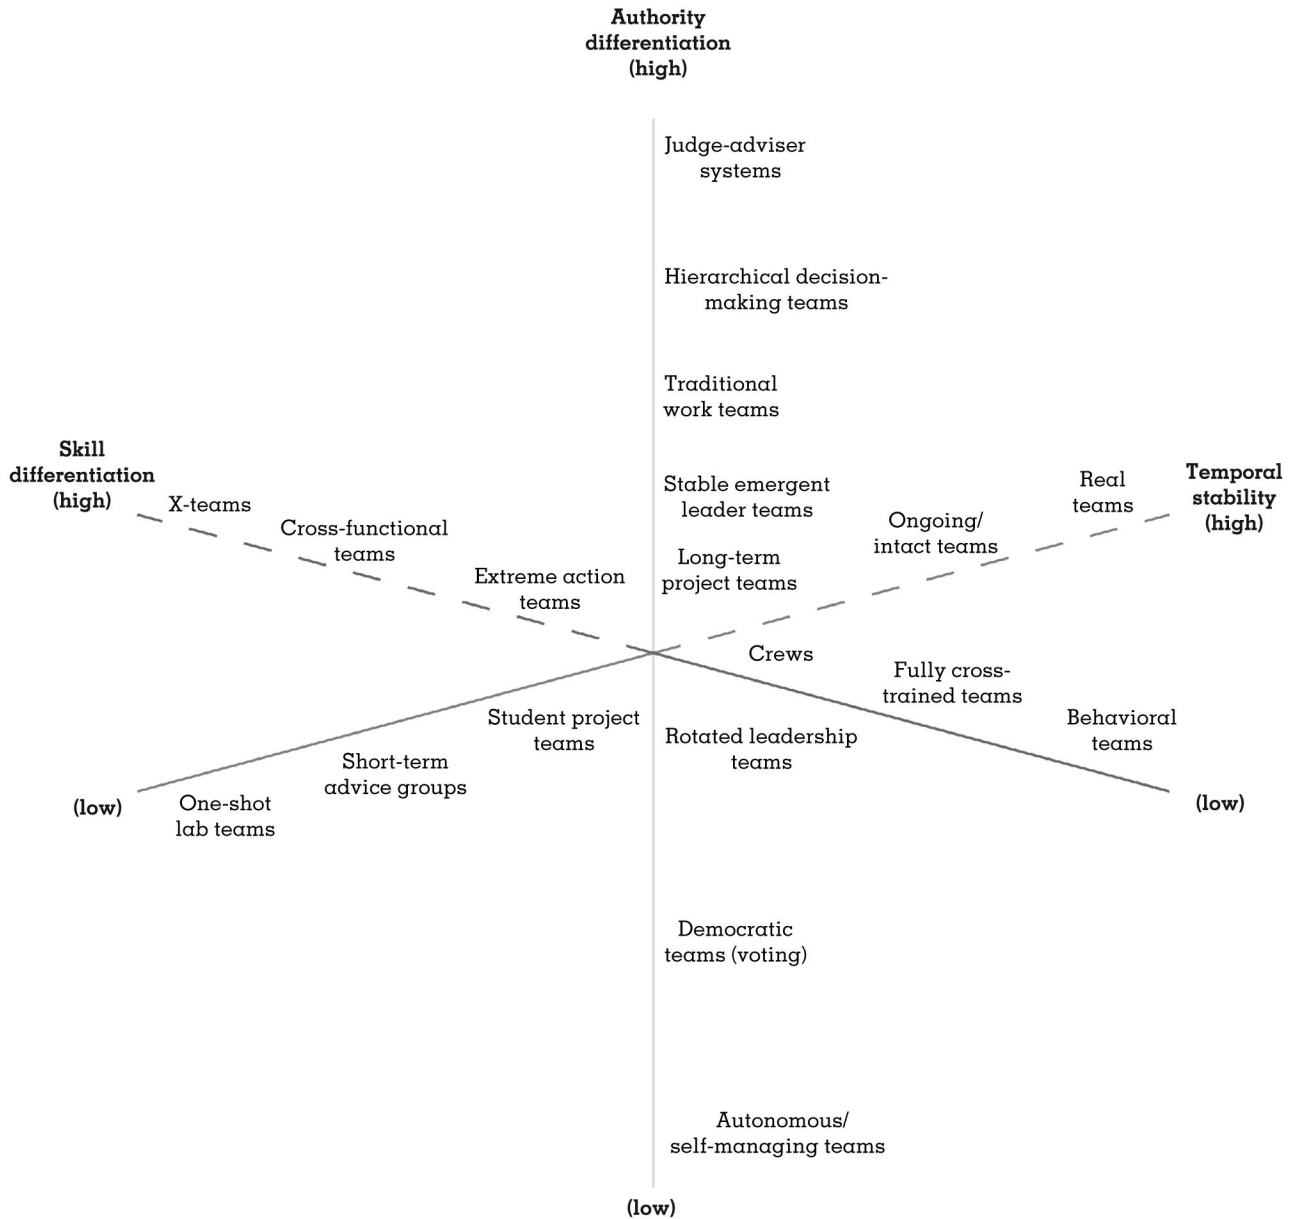 Authority
differentiation
(high)
Judge-adviser
systems
Hierarchical decision-
making teams
Traditional
work teams
Skill
differentiation
(high)
X-teams
Cross-functional
teams
Extreme action
teams
Stable emergent
leader teams
Long-term
project teams
Ongoing/
intact teams
Real
teams
Temporal
stability
(high)
Crews
Fully cross-
trained teams
Behavioral
teams
(low)
Student project
teams
Short-term
advice groups
One-shot
lab teams
(low)
Rotated leadership
teams
Democratic
teams (voting)
Autonomous/
self-managing teams
(low)